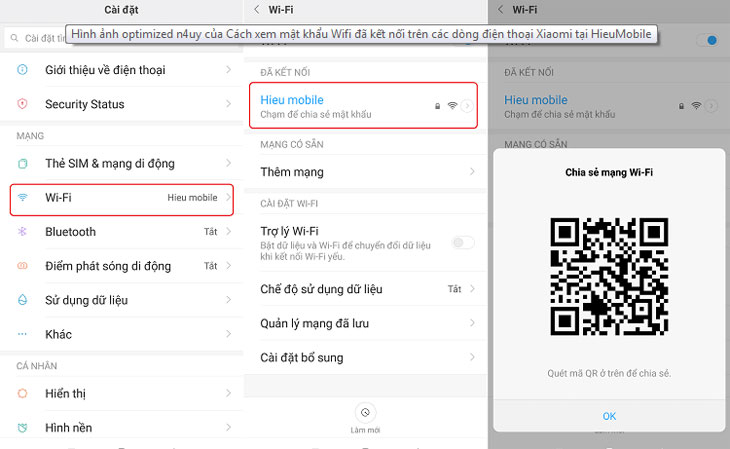 Cài đặt
Cài đặt tìm
Hình ảnh optimized n4uy của Cách xem mật khẩu Wifi đã kết nối trên các dòng điện thoại Xiaomi tại HieuMobile
Giới thiệu về điện thoại
Security Status
MẠNG
Thẻ SIM & mạng di động
Wi-Fi
Hieu mobile
Bluetooth
Tắt
Điểm phát sóng di động
Tắt
Sử dụng dữ liệu
Khác
CÁ NHÂN
Hiển thị
Hình nền
Wi-Fi
ĐÃ KẾT NỐI
Hieu mobile
Chạm để chia sẻ mật khẩu
MẠNG CÓ SẴN
Thêm mạng
CÀI ĐẶT WI-FI
Trợ lý Wi-Fi
Bật dữ liệu và Wi-Fi để chuyển đổi dữ liệu
khi kết nối Wi-Fi yếu.
Chế độ sử dụng dữ liệu
Tắt
Quản lý mạng đã lưu
Cài đặt bổ sung
Làm mới
Wi-Fi
ĐÃ KẾT NỐI
Hieu mobile
Chạm để chia sẻ mật khẩu
MẠNG CÓ SẴN
Chia sẻ mạng Wi-Fi
Quét mã QR ở trên để chia sẻ.
OK
Làm mới